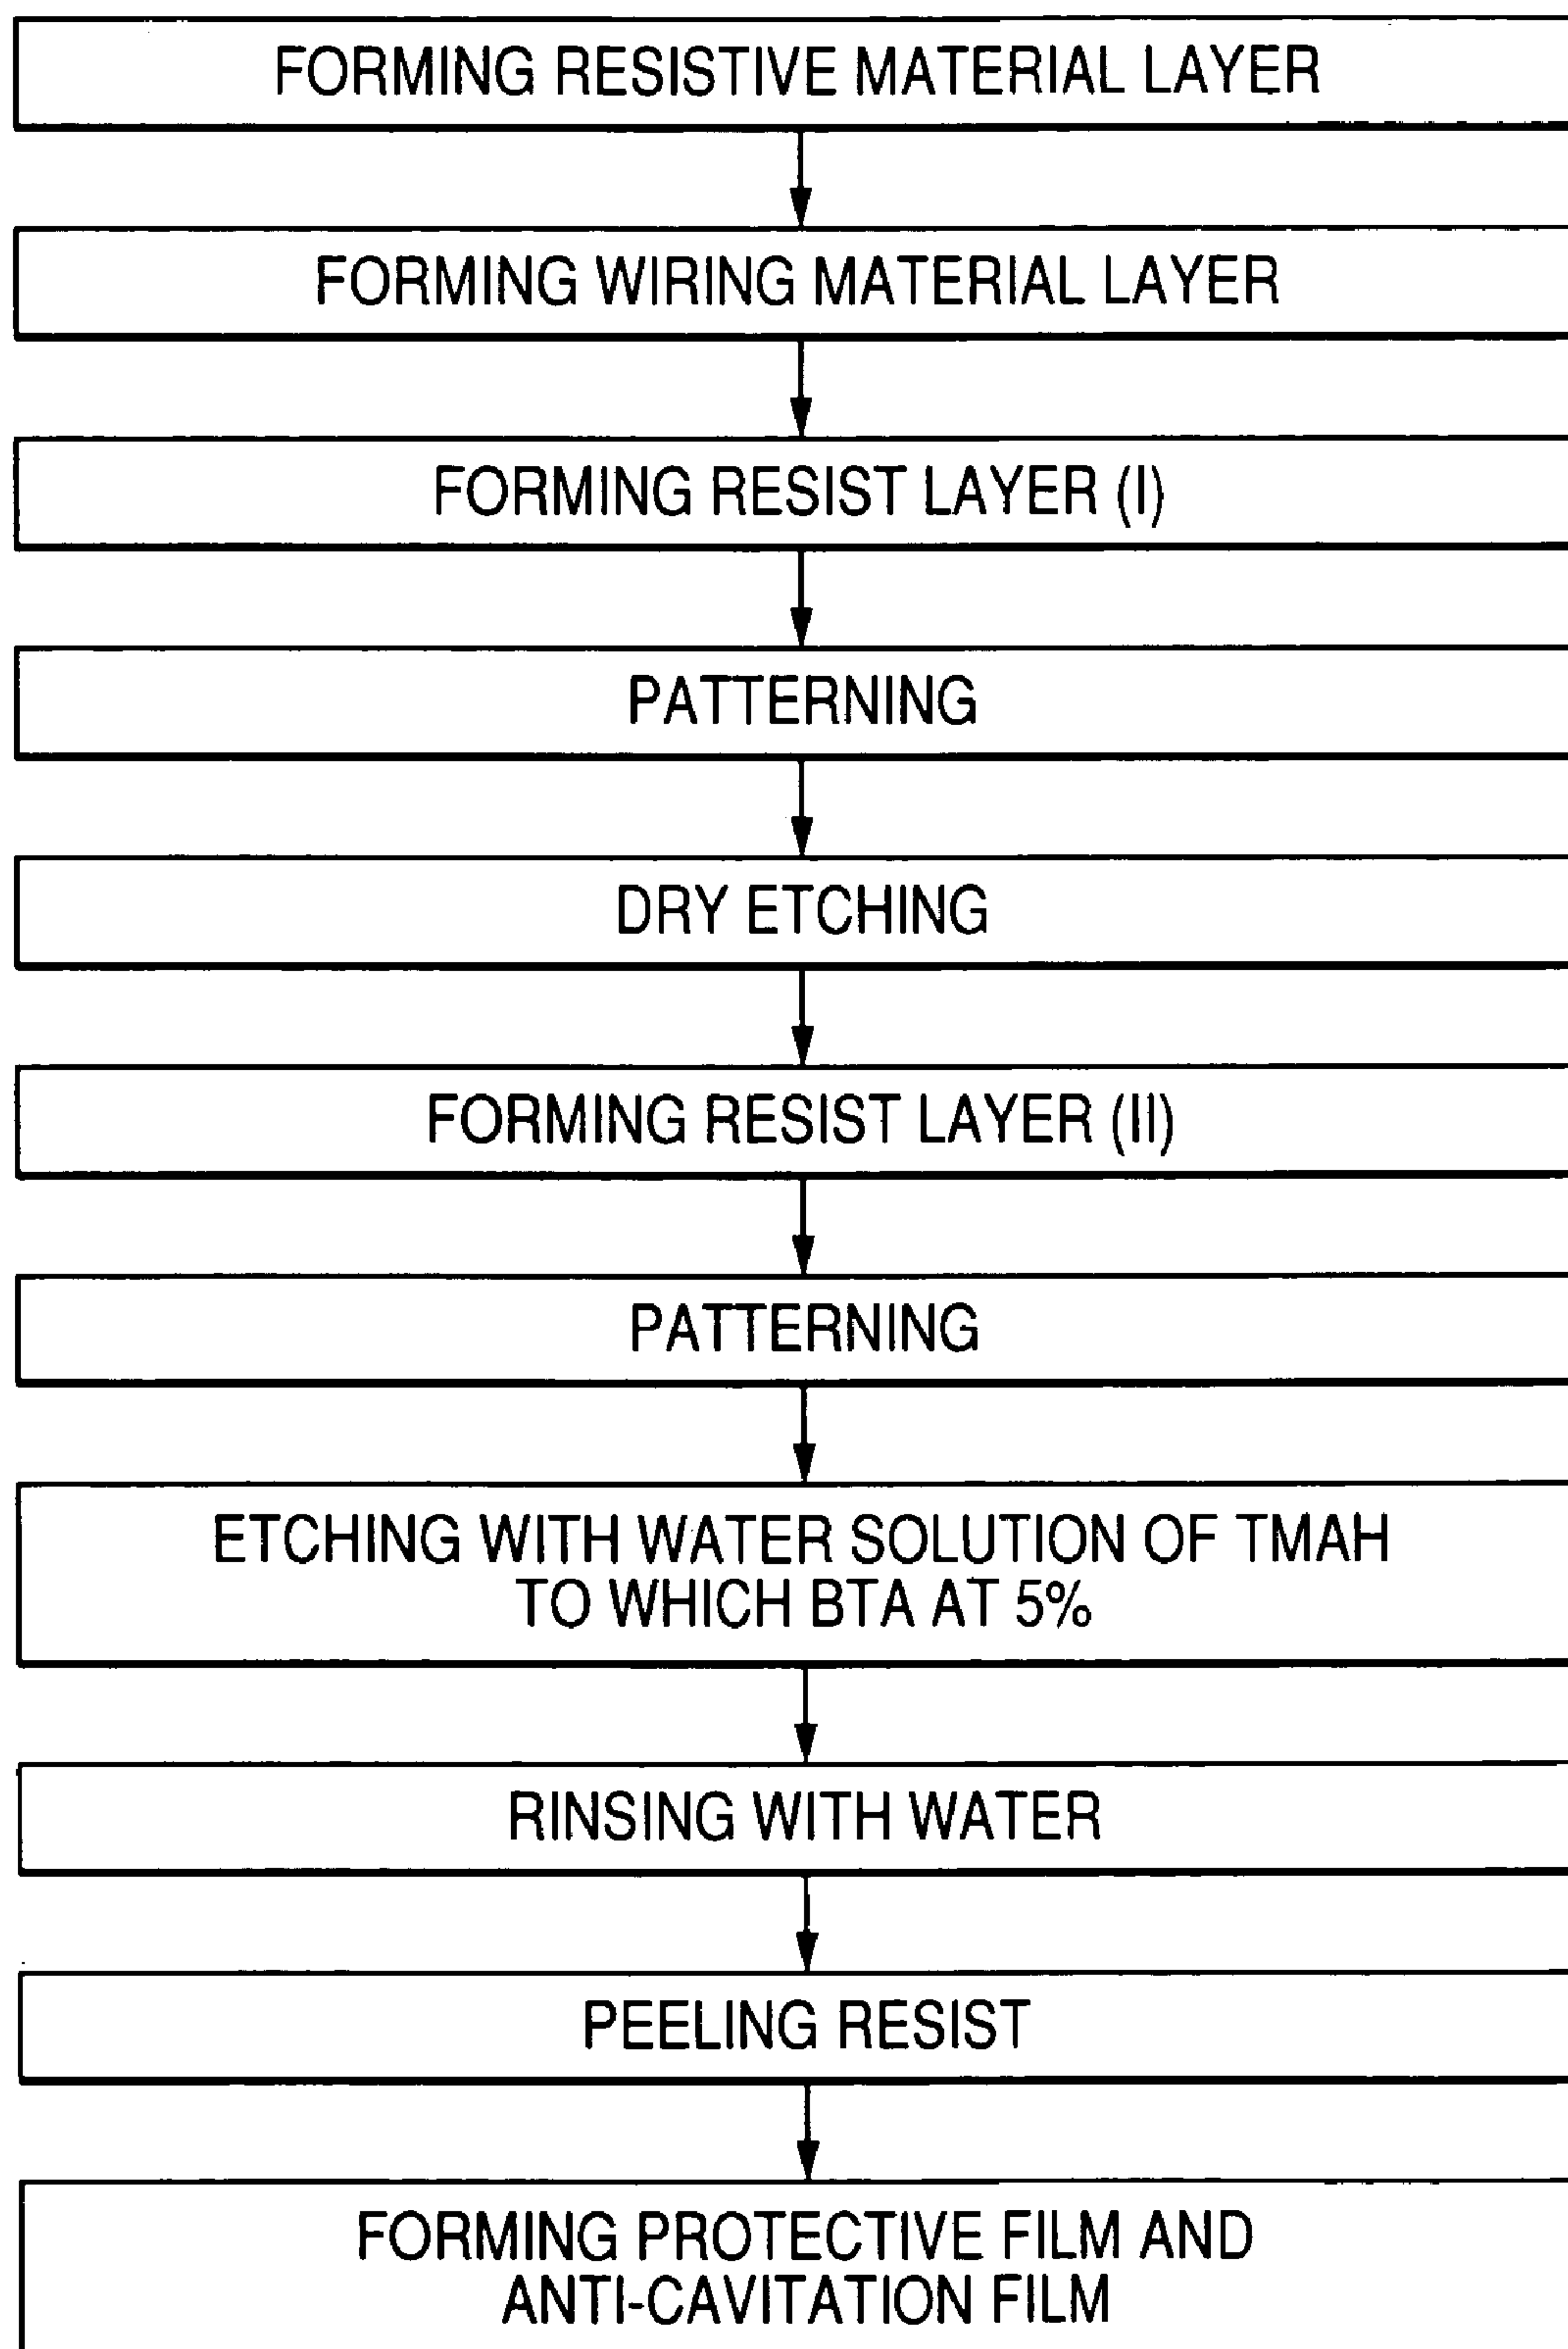 FORMING RESISTIVE MATERIAL LAYER
FORMING WIRING MATERIAL LAYER
FORMING RESIST LAYER (I)
PATTERNING
DRY ETCHING
FORMING RESIST LAYER (II)
PATTERNING
ETCHING WITH WATER SOLUTION OF TMAH
TO WHICH BTA AT 5%
RINSING WITH WATER
PEELING RESIST
FORMING PROTECTIVE FILM AND
ANTI-CAVITATION FILM